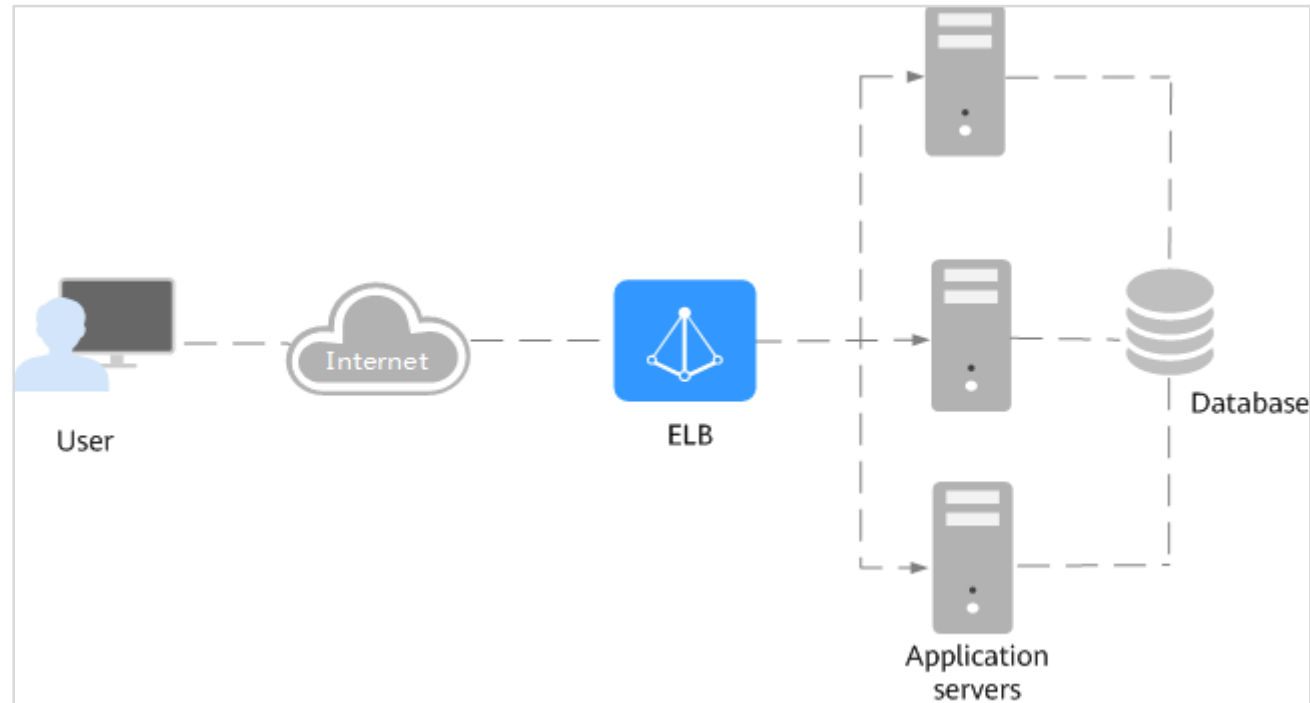 Internet
User
ELB
Database
Application
servers